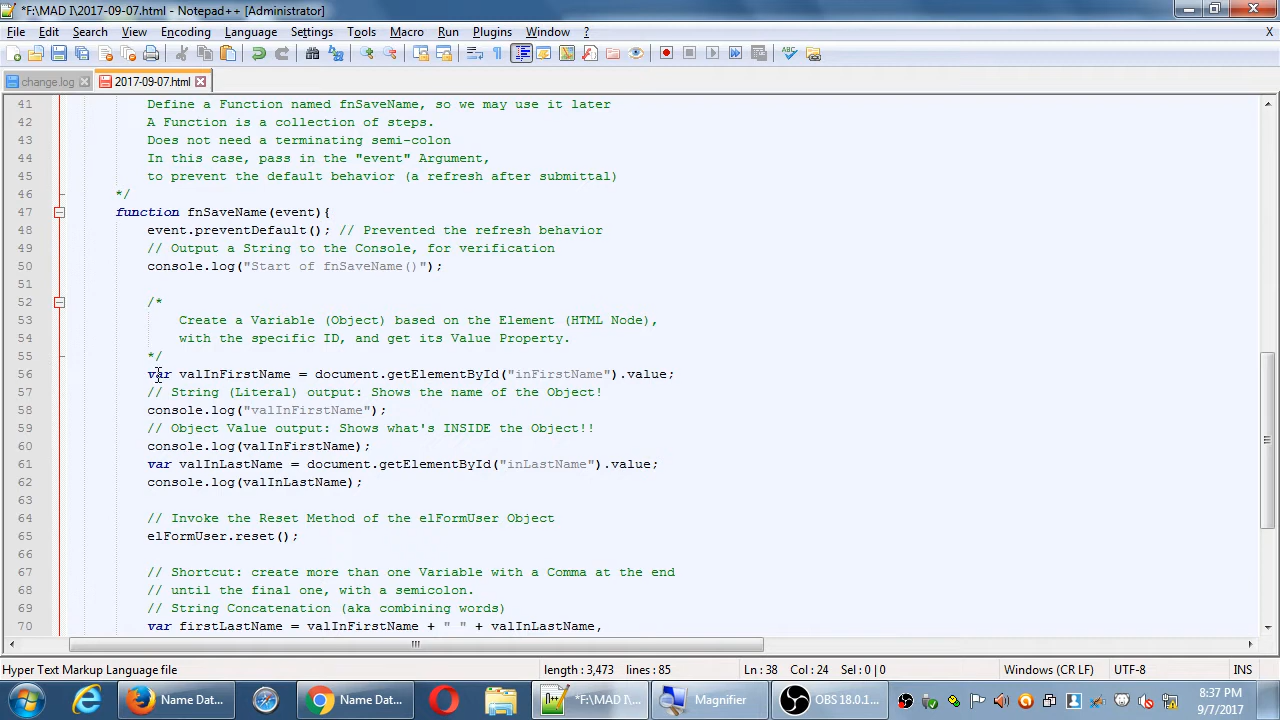 *F:\MAD I\2017-09-07.html - Notepad++ [Administrator]
File Edit Search View Encoding Language Settings Tools Macro Run Plugins Window ? X
change.log 2017-09-07.html
41 Define a Function named fnSaveName, so we may use it later
42 A Function is a collection of steps.
43 Does not need a terminating semi-colon
44 In this case, pass in the "event" Argument,
45 to prevent the default behavior (a refresh after submittal)
46 */
47 function fnSaveName(event){
48 event.preventDefault(); // Prevented the refresh behavior
49 // Output a String to the Console, for verification
50 console.log("Start of fnSaveName()");
51
52 /*
53 Create a Variable (Object) based on the Element (HTML Node),
54 with the specific ID, and get its Value Property.
55 */
56 var valInFirstName = document.getElementById("inFirstName").value;
57 // String (Literal) output: Shows the name of the Object!
58 console.log("valInFirstName");
59 // Object Value output: Shows what's INSIDE the Object!!
60 console.log(valInFirstName);
61 var valInLastName = document.getElementById("inLastName").value;
62 console.log(valInLastName);
63
64 // Invoke the Reset Method of the elFormUser Object
65 elFormUser.reset();
66
67 // Shortcut: create more than one Variable with a Comma at the end
68 // until the final one, with a semicolon.
69 // String Concatenation (aka combining words)
70 var firstLastName = valInFirstName + " " + valInLastName,
Hyper Text Markup Language file length : 3,473 lines : 85 Ln : 38 Col : 24 Sel : 0 | 0 Windows (CR LF) UTF-8 INS
Name Dat... Name Dat... *F:\MAD I\... Magnifier OBS 18.0.1... 8:37 PM
9/7/2017